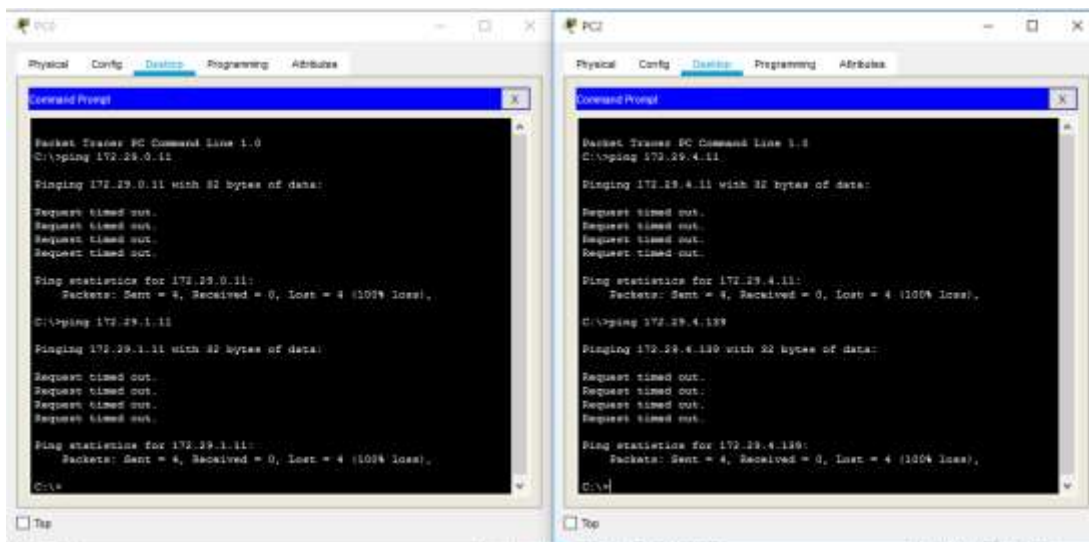 PC0
Physical Config Desktop Programming Attributes
Command Prompt
X
Packet Tracer PC Command Line 1.0
C:\>ping 172.29.0.11
Pinging 172.29.0.11 with 32 bytes of data:
Request timed out.
Request timed out.
Request timed out.
Request timed out.
Ping statistics for 172.29.0.11:
Packets: Sent = 4, Received = 0, Lost = 4 (100% loss),
C:\>ping 172.29.1.11
Pinging 172.29.1.11 with 32 bytes of data:
Request timed out.
Request timed out.
Request timed out.
Request timed out.
Ping statistics for 172.29.1.11:
Packets: Sent = 4, Received = 0, Lost = 4 (100% loss),
C:\>
Top
PC2
Physical Config Desktop Programming Attributes
Command Prompt
X
Packet Tracer PC Command Line 1.0
C:\>ping 172.29.4.11
Pinging 172.29.4.11 with 32 bytes of data:
Request timed out.
Request timed out.
Request timed out.
Request timed out.
Ping statistics for 172.29.4.11:
Packets: Sent = 4, Received = 0, Lost = 4 (100% loss),
C:\>ping 172.29.4.139
Pinging 172.29.4.139 with 32 bytes of data:
Request timed out.
Request timed out.
Request timed out.
Request timed out.
Ping statistics for 172.29.4.139:
Packets: Sent = 4, Received = 0, Lost = 4 (100% loss),
C:\>
Top